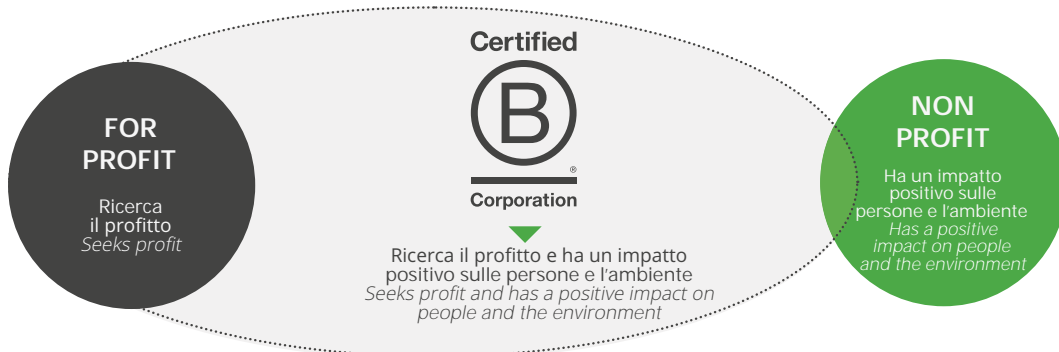 FOR
PROFIT
Ricerca
il profitto
Seeks profit
Certified
B
®
Corporation
Ricerca il profitto e ha un impatto
positivo sulle persone e l'ambiente
Seeks profit and has a positive impact on
people and the environment
NON
PROFIT
Ha un impatto
positivo sulle
persone e l'ambiente
Has a positive
impact on people
and the environment